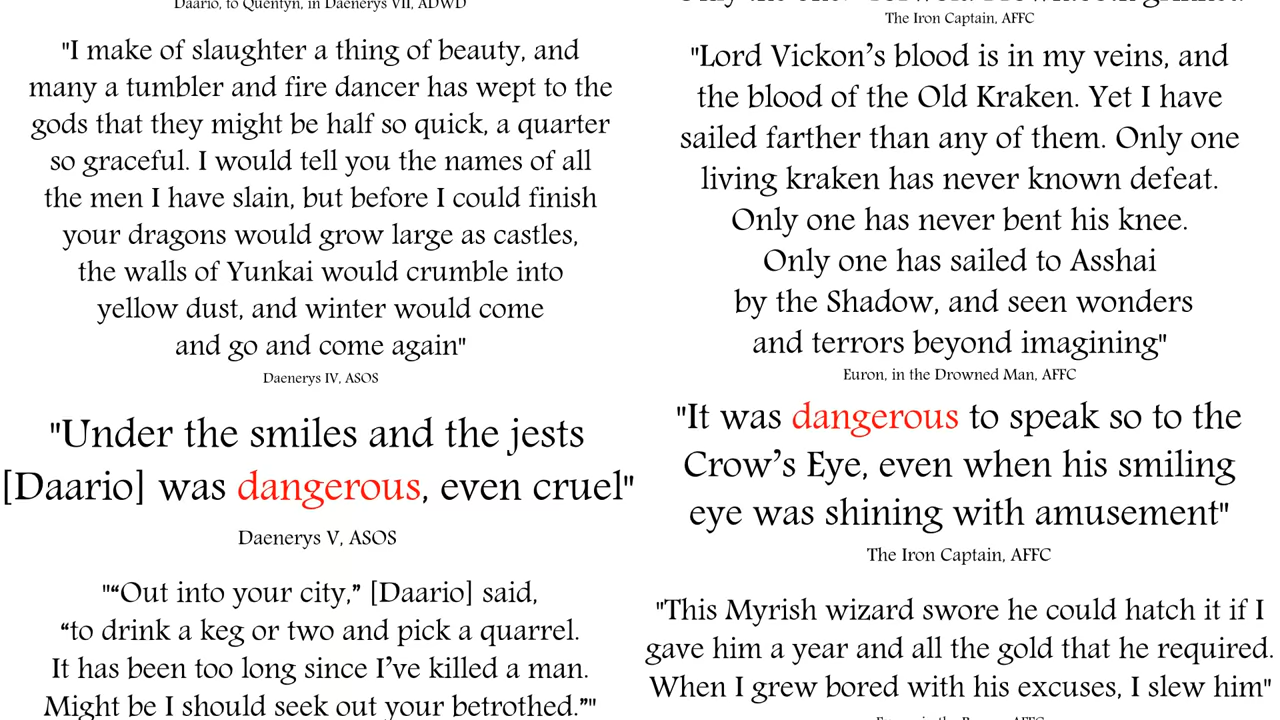 Daario, to Quentyn, in Daenerys VII, ADWD
"I make of slaughter a thing of beauty, and
many a tumbler and fire dancer has wept to the
gods that they might be half so quick, a quarter
so graceful. I would tell you the names of all
the men I have slain, but before I could finish
your dragons would grow large as castles,
the walls of Yunkai would crumble into
yellow dust, and winter would come
and go and come again"
Daenerys IV, ASOS
"Under the smiles and the jests
[Daario] was dangerous, even cruel"
Daenerys V, ASOS
"“Out into your city,” [Daario] said,
“to drink a keg or two and pick a quarrel.
It has been too long since I’ve killed a man.
Might be I should seek out your betrothed.”"
The Iron Captain, AFFC
"Lord Vickon’s blood is in my veins, and
the blood of the Old Kraken. Yet I have
sailed farther than any of them. Only one
living kraken has never known defeat.
Only one has never bent his knee.
Only one has sailed to Asshai
by the Shadow, and seen wonders
and terrors beyond imagining"
Euron, in the Drowned Man, AFFC
"It was dangerous to speak so to the
Crow’s Eye, even when his smiling
eye was shining with amusement"
The Iron Captain, AFFC
"This Myrish wizard swore he could hatch it if I
gave him a year and all the gold that he required.
When I grew bored with his excuses, I slew him"